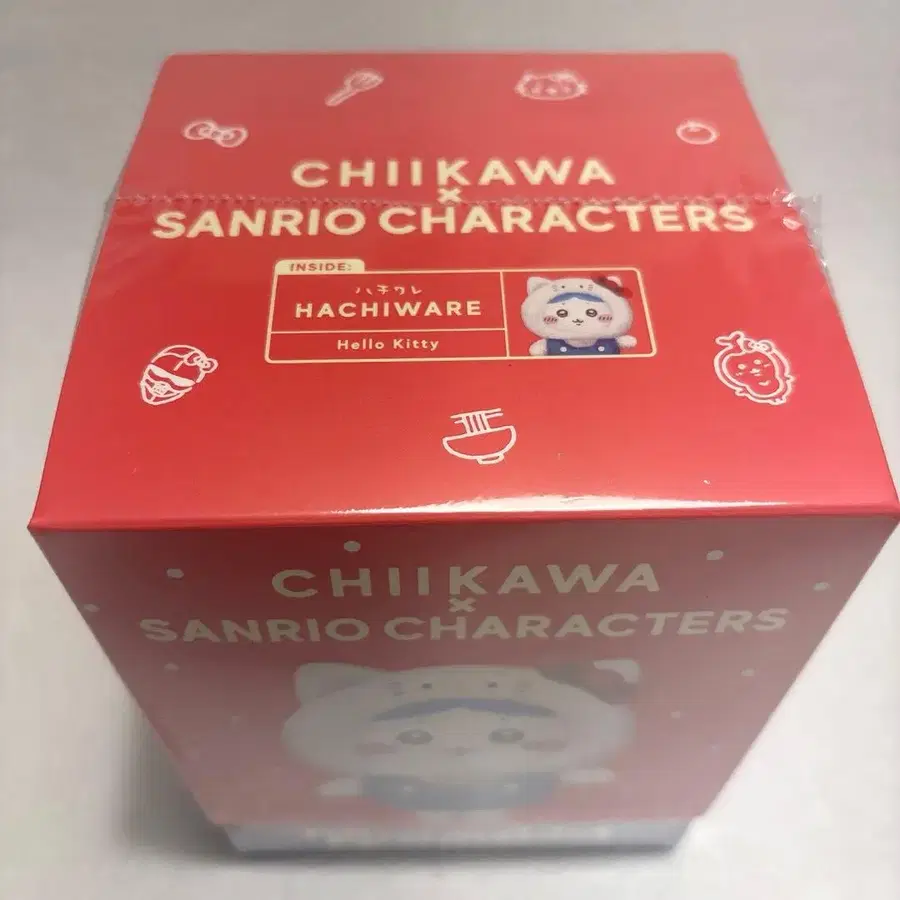 CHIIKAWA
×
SANRIO CHARACTERS
INSIDE:
ハチワレ
HACHIWARE
Hello Kitty
CHIIKAWA
×
SANRIO CHARACTERS